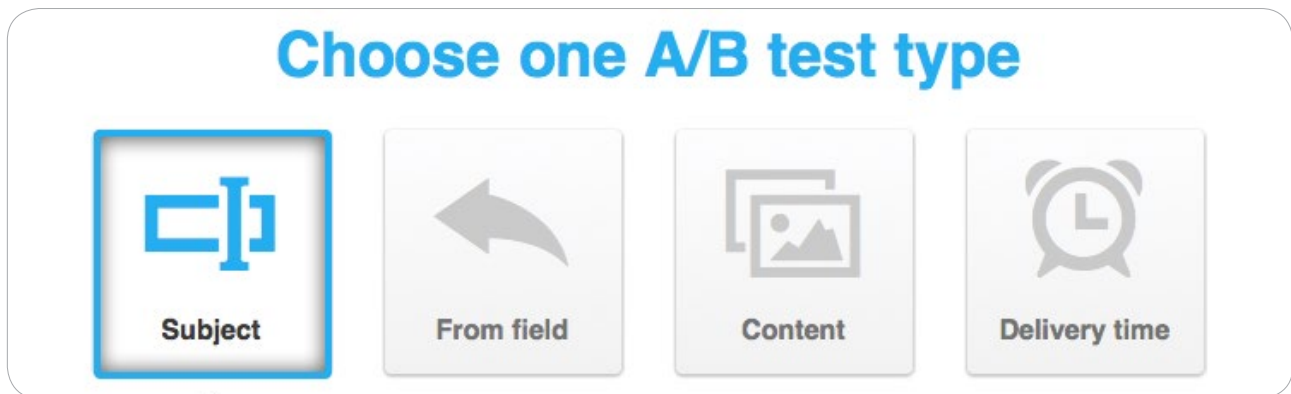 Choose one A/B test type
Subject
From field
Content
Delivery time